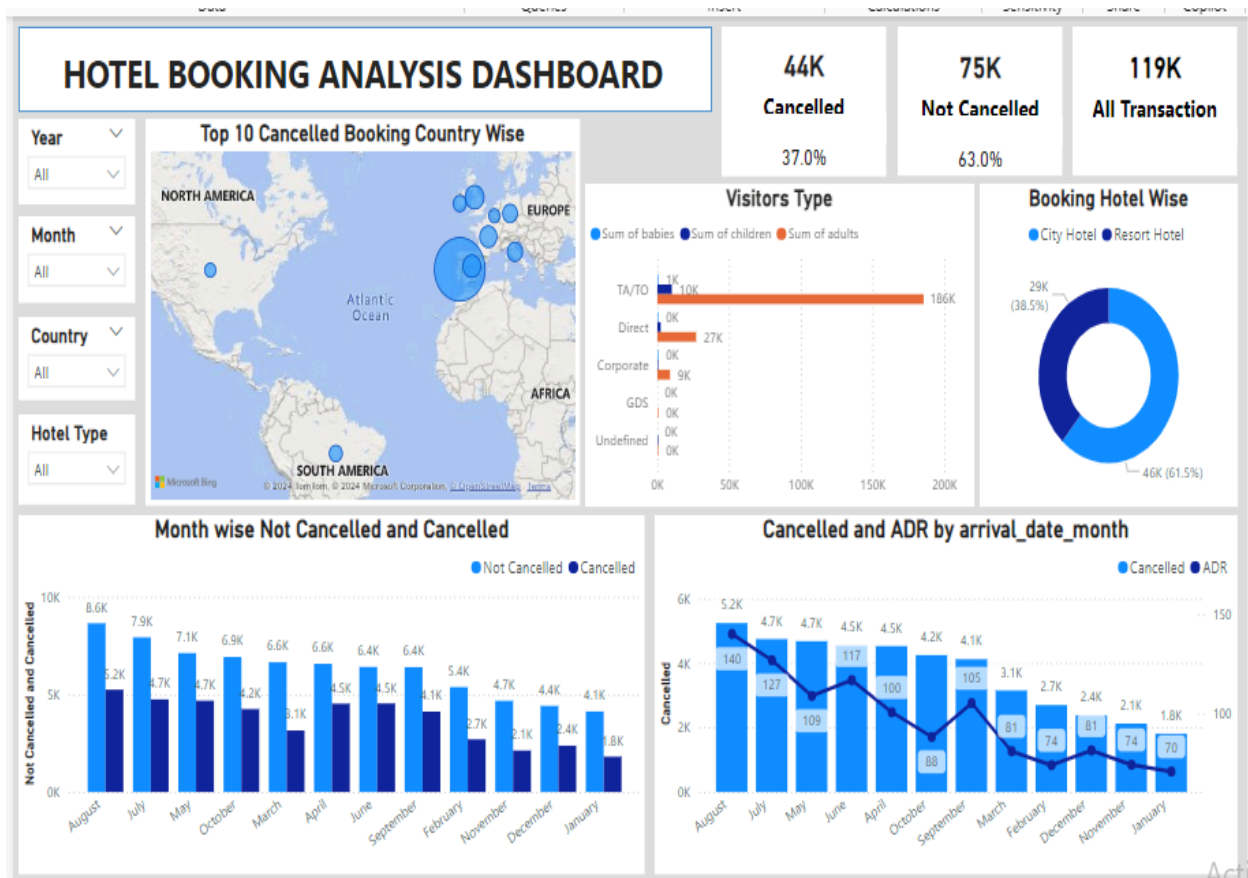 HOTEL BOOKING ANALYSIS DASHBOARD
44K
Cancelled
37.0%
75K
Not Cancelled
63.0%
119K
All Transaction
Year
All
Month
All
Country
All
Hotel Type
All
Top 10 Cancelled Booking Country Wise
NORTH AMERICA
EUROPE
Atlantic
Ocean
AFRICA
SOUTH AMERICA
Microsoft Bing
© 2024 TomTom, © 2024 Microsoft Corporation, © OpenStreetMap Terms
Visitors Type
Sum of babies Sum of children Sum of adults
TA/TO
1K
10K
186K
Direct
0K
27K
Corporate
0K
9K
GDS
0K
0K
Undefined
0K
0K
0K 50K 100K 150K 200K
Booking Hotel Wise
City Hotel Resort Hotel
29K
(38.5%)
46K (61.5%)
Month wise Not Cancelled and Cancelled
Not Cancelled Cancelled
Not Cancelled and Cancelled
10K
5K
0K
8.6K 7.9K 7.1K 6.9K 6.6K 6.6K 6.4K 6.4K 5.4K 4.7K 4.4K 4.1K
5.2K 4.7K 4.7K 4.2K 3.1K 4.5K 4.5K 4.1K 2.7K 2.1K 2.4K 1.8K
August July May October March April June September February November December January
Cancelled and ADR by arrival_date_month
Cancelled ADR
Cancelled
6K
4K
2K
0K
150
100
5.2K 4.7K 4.7K 4.5K 4.5K 4.2K 4.1K 3.1K 2.7K 2.4K 2.1K 1.8K
140 127 109 117 100 88 105 81 74 81 74 70
August July May June April October September March February December November January